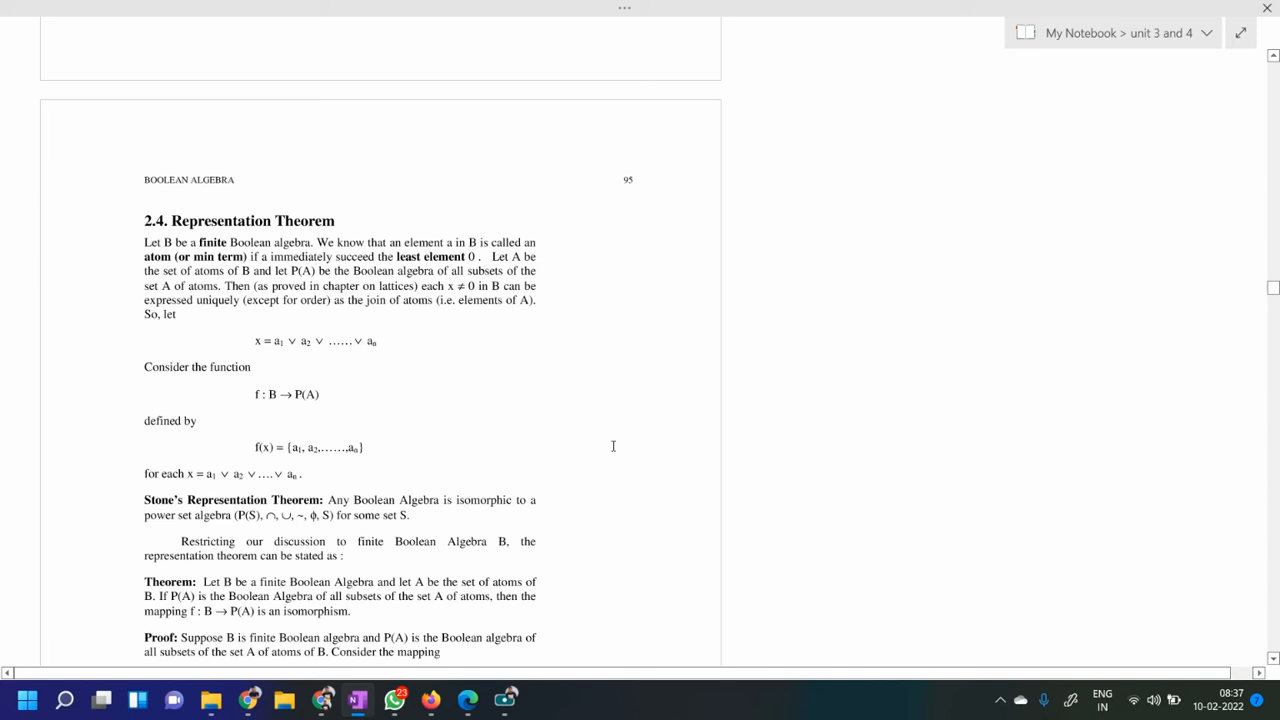 ...
My Notebook > unit 3 and 4
BOOLEAN ALGEBRA 95
2.4. Representation Theorem
Let B be a finite Boolean algebra. We know that an element a in B is called an
atom (or min term) if a immediately succeed the least element 0 . Let A be
the set of atoms of B and let P(A) be the Boolean algebra of all subsets of the
set A of atoms. Then (as proved in chapter on lattices) each x ≠ 0 in B can be
expressed uniquely (except for order) as the join of atoms (i.e. elements of A).
So, let
x = a₁ ∨ a₂ ∨ ...... ∨ aₙ
Consider the function
f : B → P(A)
defined by
f(x) = {a₁, a₂,......,aₙ}
for each x = a₁ ∨ a₂ ∨ .... ∨ aₙ .
Stone's Representation Theorem: Any Boolean Algebra is isomorphic to a
power set algebra (P(S), ∩, ∪, ~, ϕ, S) for some set S.
Restricting our discussion to finite Boolean Algebra B, the
representation theorem can be stated as :
Theorem: Let B be a finite Boolean Algebra and let A be the set of atoms of
B. If P(A) is the Boolean Algebra of all subsets of the set A of atoms, then the
mapping f : B → P(A) is an isomorphism.
Proof: Suppose B is finite Boolean algebra and P(A) is the Boolean algebra of
all subsets of the set A of atoms of B. Consider the mapping
23
ENG
IN
08:37
10-02-2022
7